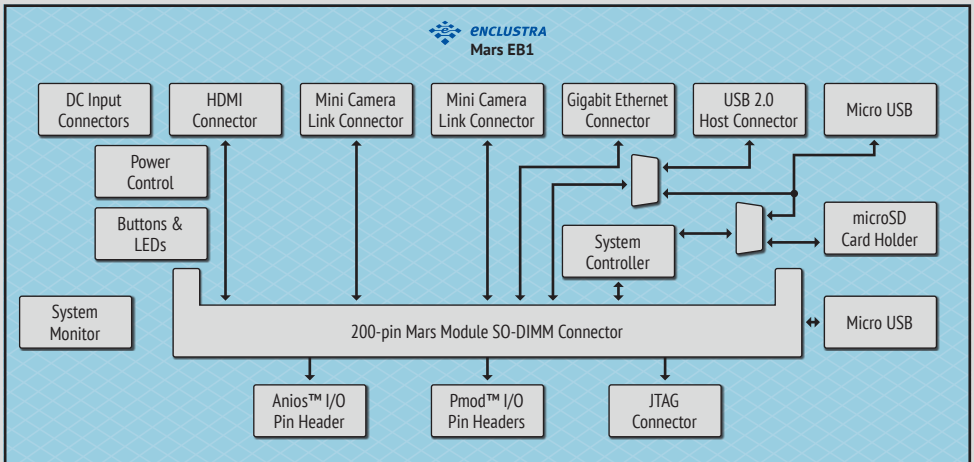 enclustra
Mars EB1
DC Input
Connectors
HDMI
Connector
Mini Camera
Link Connector
Mini Camera
Link Connector
Gigabit Ethernet
Connector
USB 2.0
Host Connector
Micro USB
Power
Control
Buttons &
LEDs
System
Controller
microSD
Card Holder
System
Monitor
200-pin Mars Module SO-DIMM Connector
Micro USB
Anios™ I/O
Pin Header
Pmod™ I/O
Pin Headers
JTAG
Connector